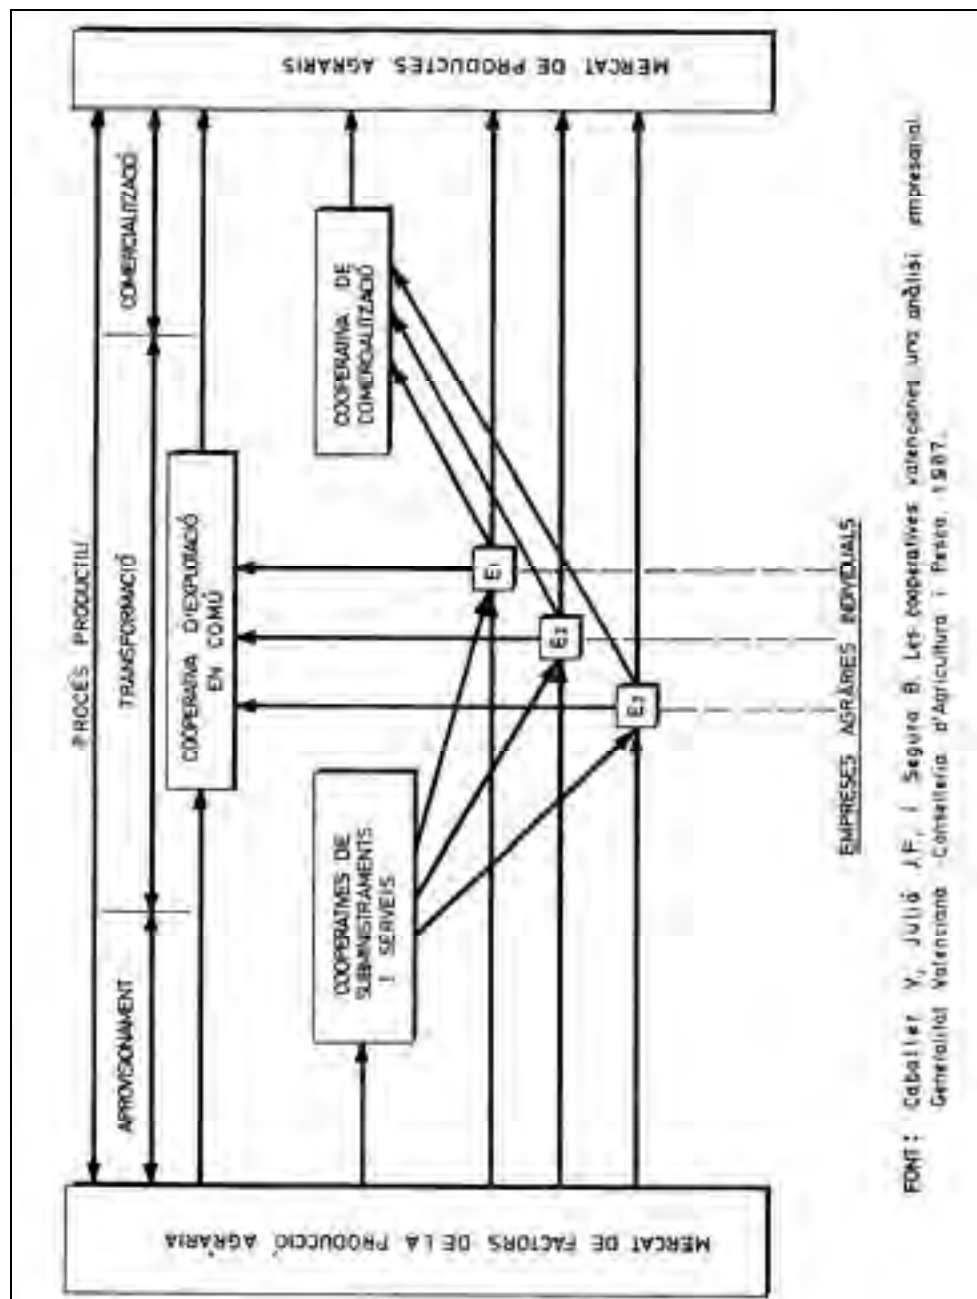 PROCÉS PRODUCTIU
APROVISIONAMENT
TRANSFORMACIÓ
COMERCIALITZACIÓ
MERCAT DE FACTORS DE LA PRODUCCIÓ AGRÀRIA
COOPERATIVA D'EXPLOTACIÓ
EN COMÚ
COOPERATIVES DE
SUBMINISTRAMENTS
I SERVEIS
COOPERATIVA DE
COMERCIALITZACIÓ
E1
E2
E3
MERCAT DE PRODUCTES AGRARIS
EMPRESES AGRÀRIES INDIVIDUALS
FONT: Caballer V, Juliá J.F, i Segura B. Les cooperatives valencianes una anàlisi empresarial.
Generalitat Valenciana -Conselleria d'Agricultura i Pesca. 1987.